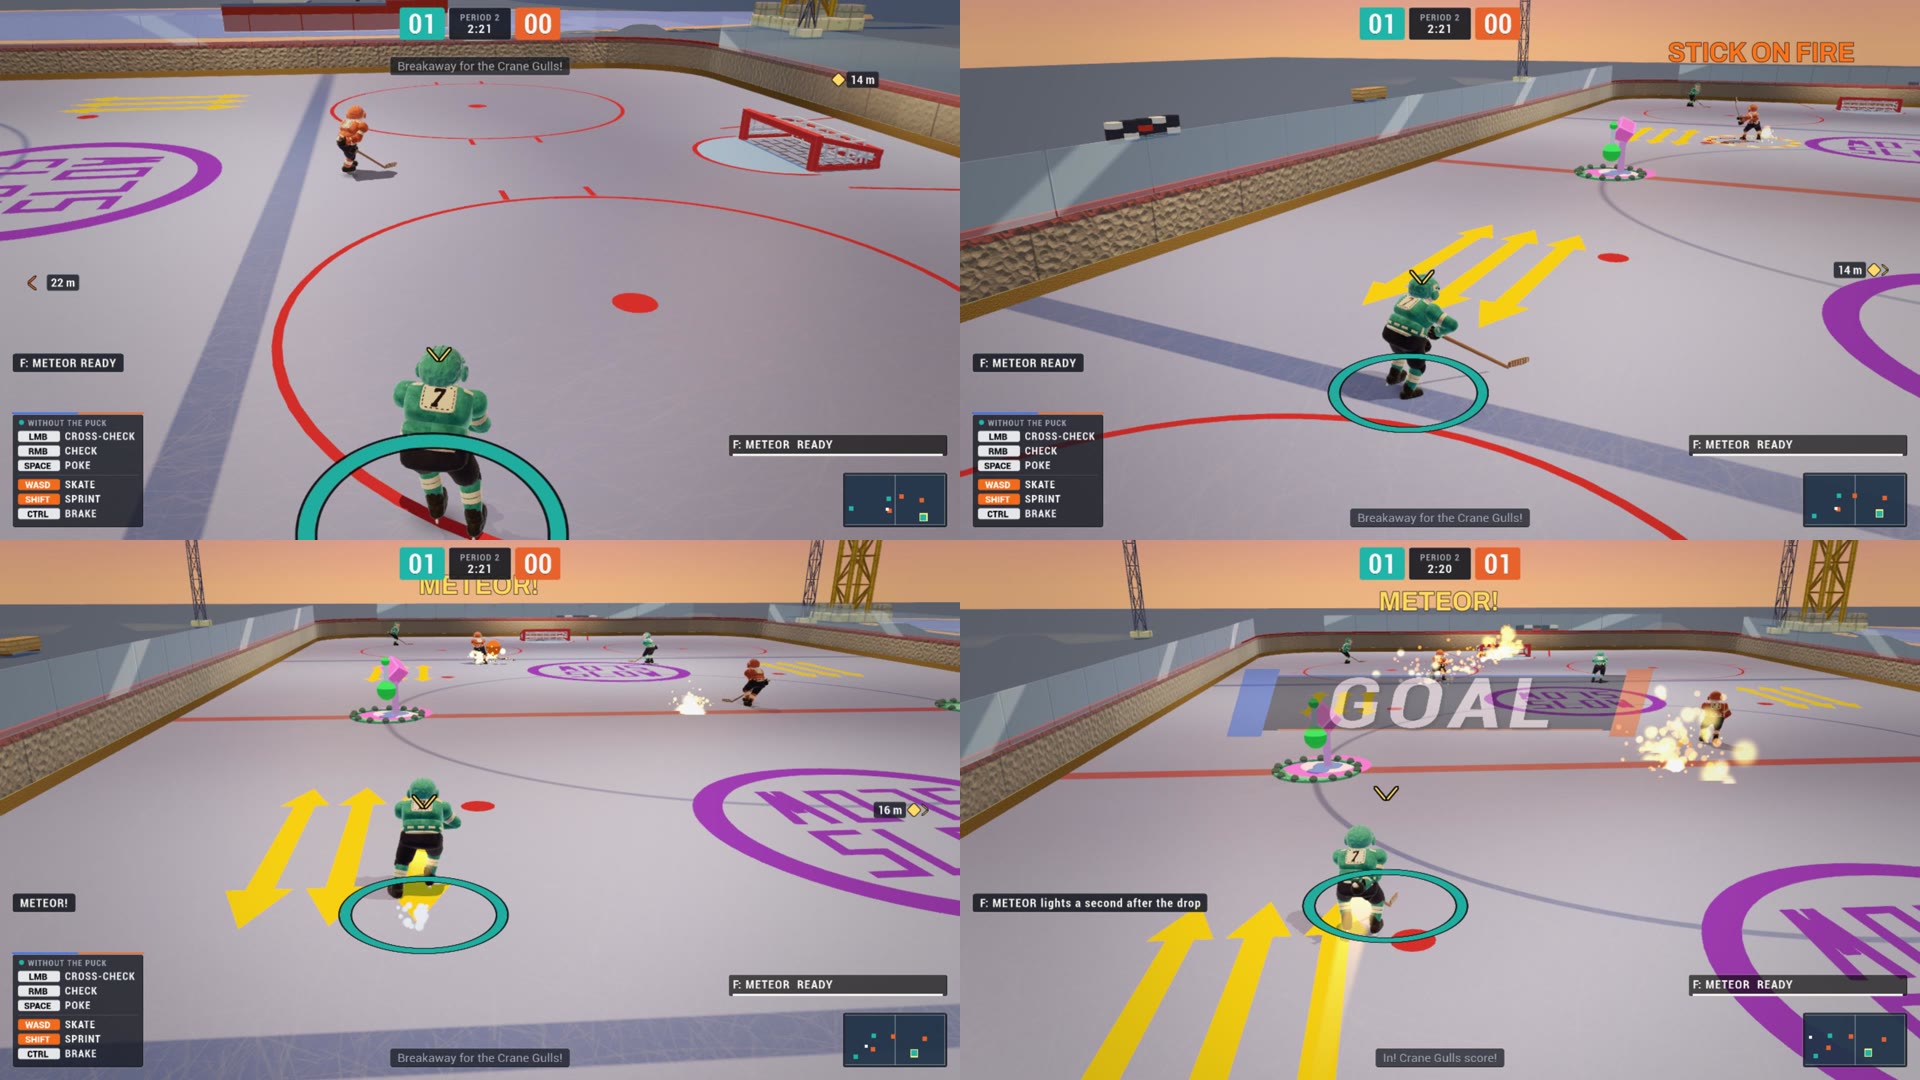 01 PERIOD 2 2:21 00
Breakaway for the Crane Gulls!
14 m
22 m
F: METEOR READY
7
WITHOUT THE PUCK
LMB CROSS-CHECK
RMB CHECK
SPACE POKE
WASD SKATE
SHIFT SPRINT
CTRL BRAKE
F: METEOR READY
01 PERIOD 2 2:21 00
STICK ON FIRE
14 m
7
F: METEOR READY
WITHOUT THE PUCK
LMB CROSS-CHECK
RMB CHECK
SPACE POKE
WASD SKATE
SHIFT SPRINT
CTRL BRAKE
F: METEOR READY
Breakaway for the Crane Gulls!
01 PERIOD 2 2:21 00
METEOR!
16 m
METEOR!
WITHOUT THE PUCK
LMB CROSS-CHECK
RMB CHECK
SPACE POKE
WASD SKATE
SHIFT SPRINT
CTRL BRAKE
F: METEOR READY
Breakaway for the Crane Gulls!
01 PERIOD 2 2:20 01
METEOR!
GOAL
7
F: METEOR lights a second after the drop
F: METEOR READY
In! Crane Gulls score!